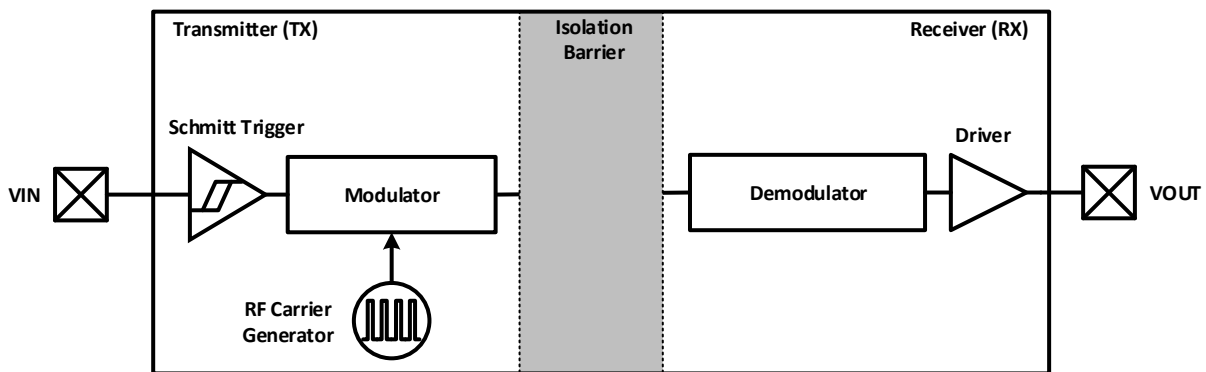 Transmitter (TX)
Isolation
Barrier
Receiver (RX)
Schmitt Trigger
Driver
VIN
Modulator
Demodulator
VOUT
RF Carrier
Generator